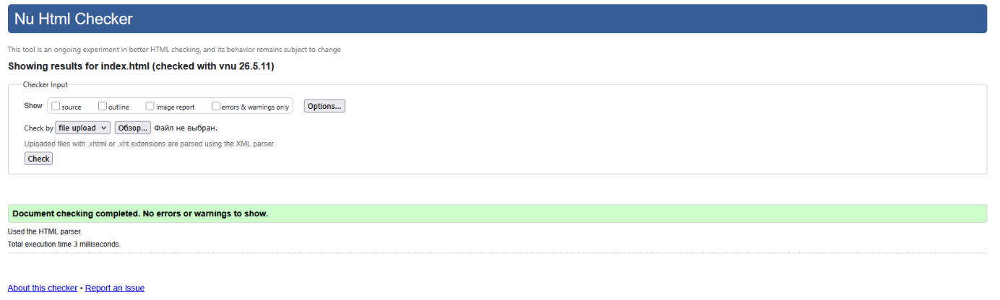 Nu Html Checker
This tool is an ongoing experiment in better HTML checking, and its behavior remains subject to change
Showing results for index.html (checked with vnu 26.5.11)
Checker Input
Show source outline image report errors & warnings only Options...
Check by file upload Обзор... Файл не выбран.
Uploaded files with .xhtml or .xht extensions are parsed using the XML parser.
Check
Document checking completed. No errors or warnings to show.
Used the HTML parser.
Total execution time 3 milliseconds.
About this checker • Report an issue